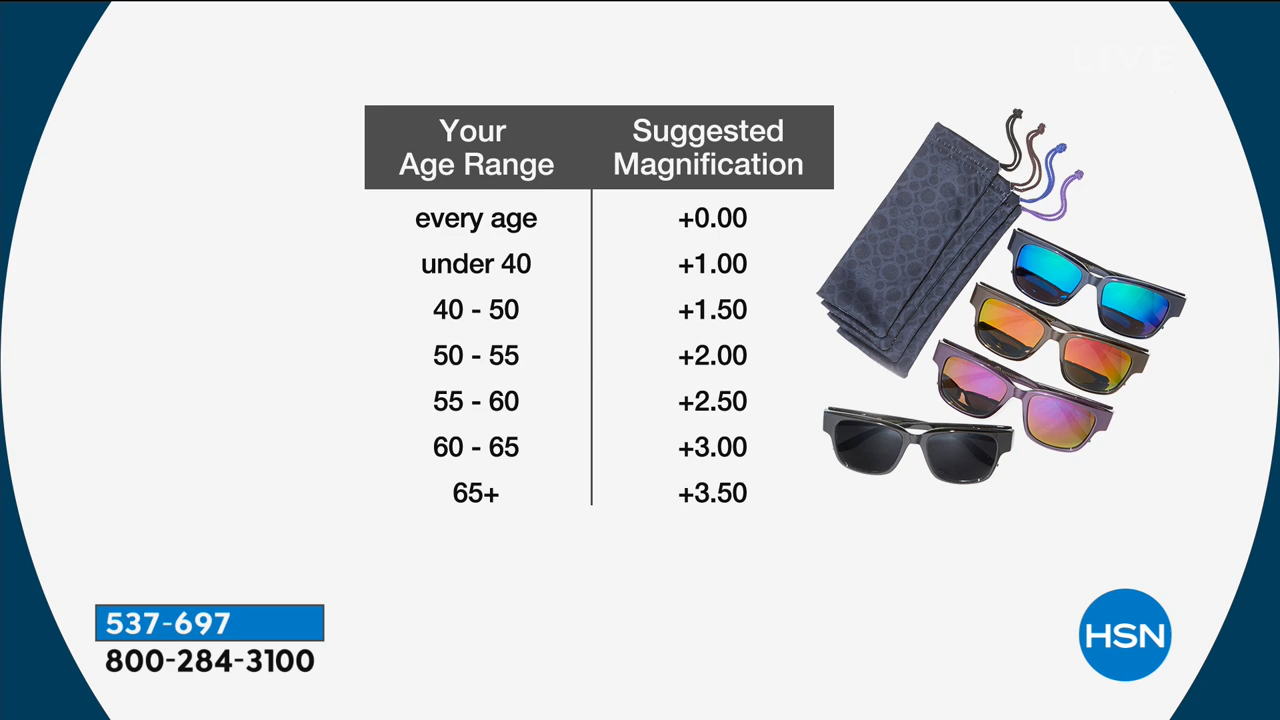 LIVE
Your Age Range Suggested Magnification
every age +0.00
under 40 +1.00
40 - 50 +1.50
50 - 55 +2.00
55 - 60 +2.50
60 - 65 +3.00
65+ +3.50
537-697
800-284-3100
HSN